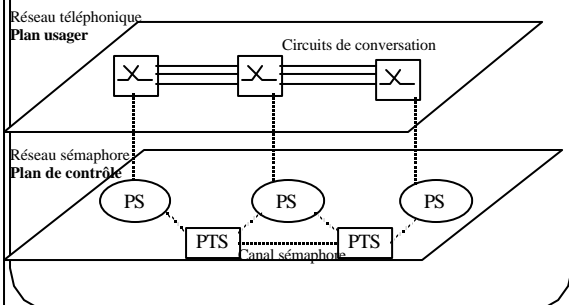 Réseau téléphonique
Plan usager
Circuits de conversation
Réseau sémaphore
Plan de contrôle
PS
PS
PS
PTS
PTS
Canal sémaphore